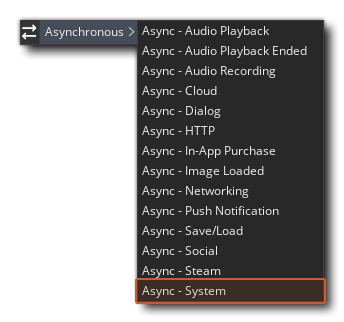 Asynchronous >
Async - Audio Playback
Async - Audio Playback Ended
Async - Audio Recording
Async - Cloud
Async - Dialog
Async - HTTP
Async - In-App Purchase
Async - Image Loaded
Async - Networking
Async - Push Notification
Async - Save/Load
Async - Social
Async - Steam
Async - System